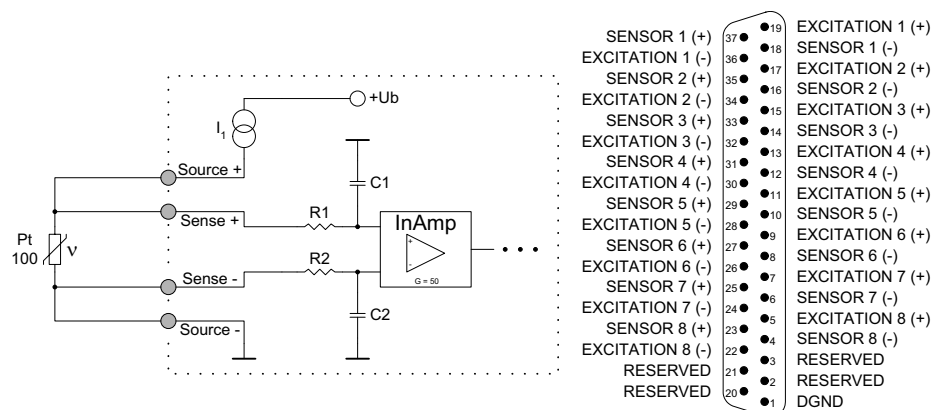 +Ub
I1
Source +
C1
Sense +
R1
InAmp
+
-
G = 50
Pt
100
ν
R2
Sense -
C2
Source -
SENSOR 1 (+) 37
EXCITATION 1 (-) 36
SENSOR 2 (+) 35
EXCITATION 2 (-) 34
SENSOR 3 (+) 33
EXCITATION 3 (-) 32
SENSOR 4 (+) 31
EXCITATION 4 (-) 30
SENSOR 5 (+) 29
EXCITATION 5 (-) 28
SENSOR 6 (+) 27
EXCITATION 6 (-) 26
SENSOR 7 (+) 25
EXCITATION 7 (-) 24
SENSOR 8 (+) 23
EXCITATION 8 (-) 22
RESERVED 21
RESERVED 20
19 EXCITATION 1 (+)
18 SENSOR 1 (-)
17 EXCITATION 2 (+)
16 SENSOR 2 (-)
15 EXCITATION 3 (+)
14 SENSOR 3 (-)
13 EXCITATION 4 (+)
12 SENSOR 4 (-)
11 EXCITATION 5 (+)
10 SENSOR 5 (-)
9 EXCITATION 6 (+)
8 SENSOR 6 (-)
7 EXCITATION 7 (+)
6 SENSOR 7 (-)
5 EXCITATION 8 (+)
4 SENSOR 8 (-)
3 RESERVED
2 RESERVED
1 DGND